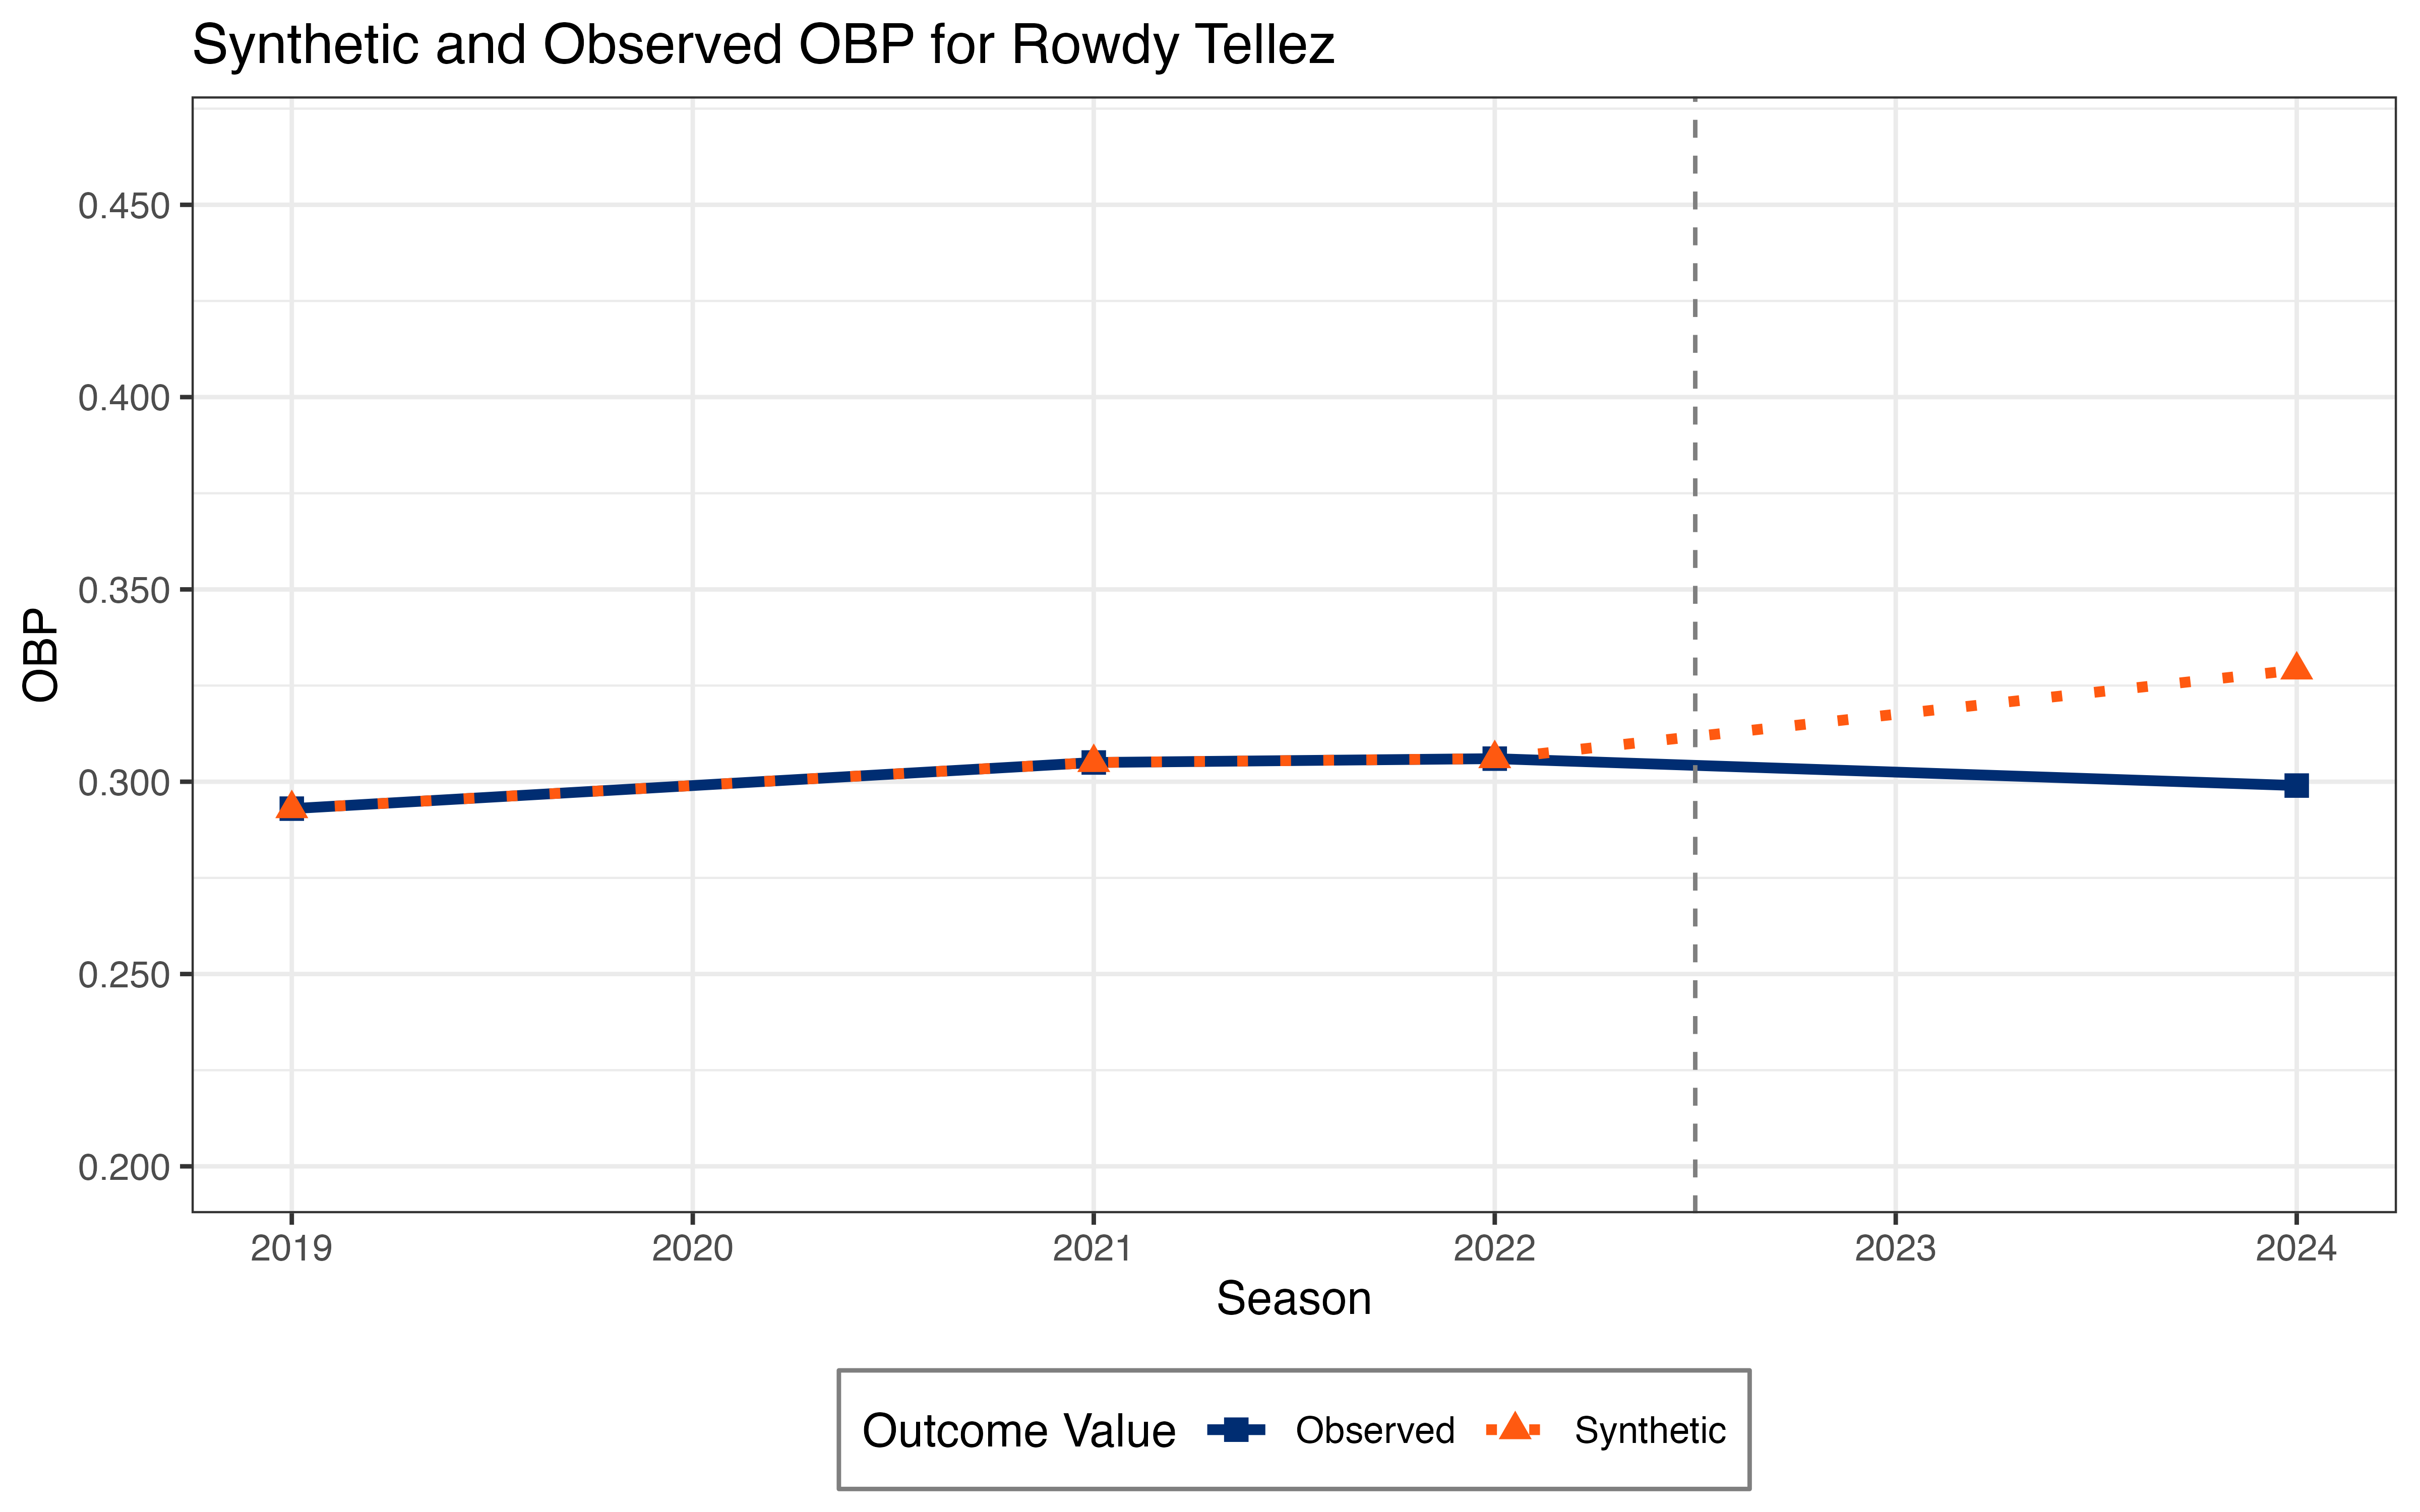 Synthetic and Observed OBP for Rowdy Tellez
OBP
0.450
0.400
0.350
0.300
0.250
0.200
2019 2020 2021 2022 2023 2024
Season
Outcome Value Observed Synthetic